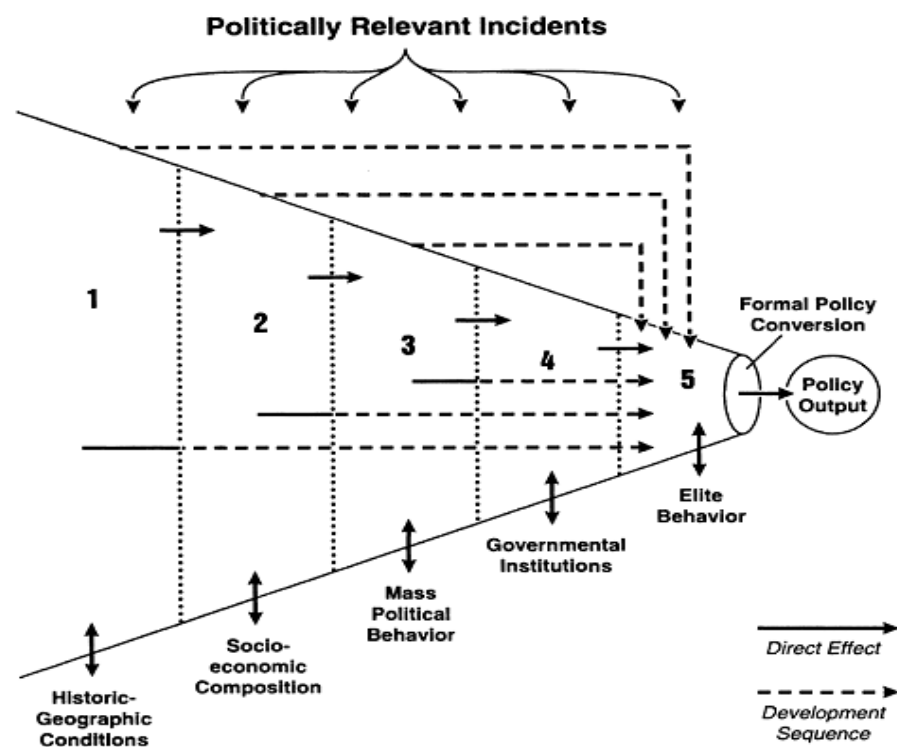 Politically Relevant Incidents
1
2
3
4
5
Formal Policy
Conversion
Policy
Output
Elite
Behavior
Governmental
Institutions
Mass
Political
Behavior
Socio-
economic
Composition
Historic-
Geographic
Conditions
Direct Effect
Development
Sequence